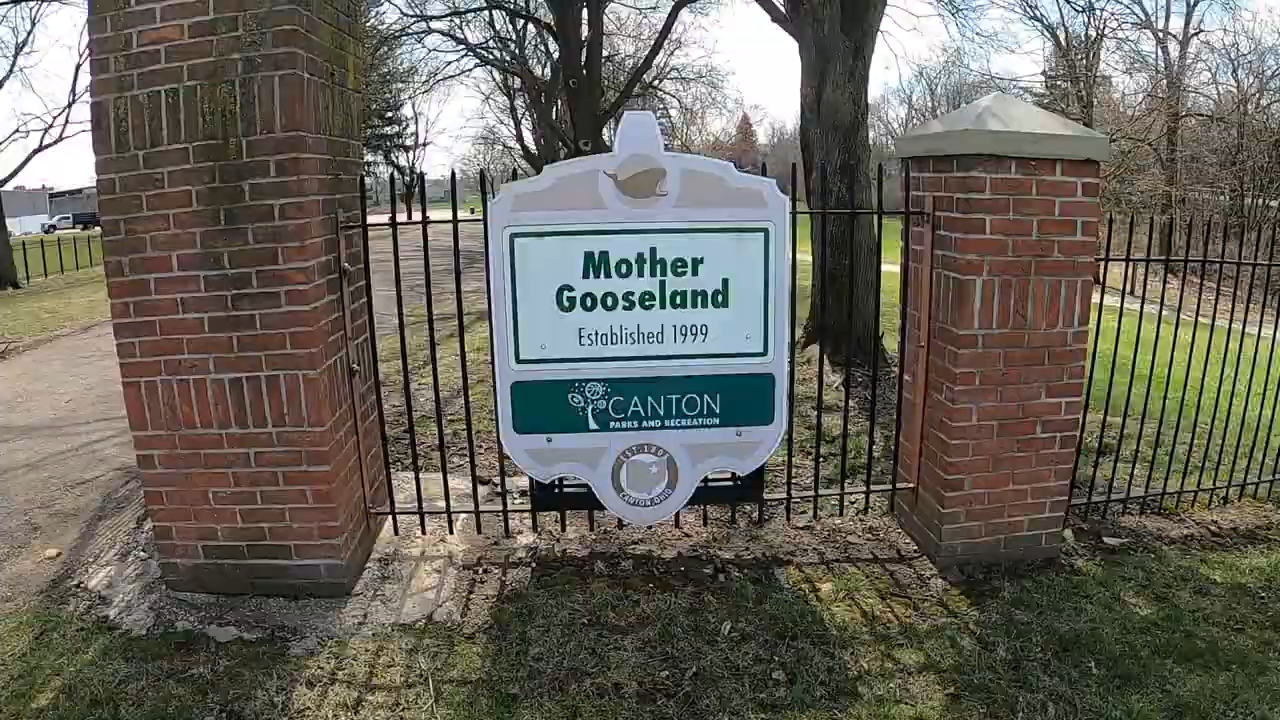 Mother
Gooseland
Established 1999
CANTON
PARKS AND RECREATION
CANTON, OHIO